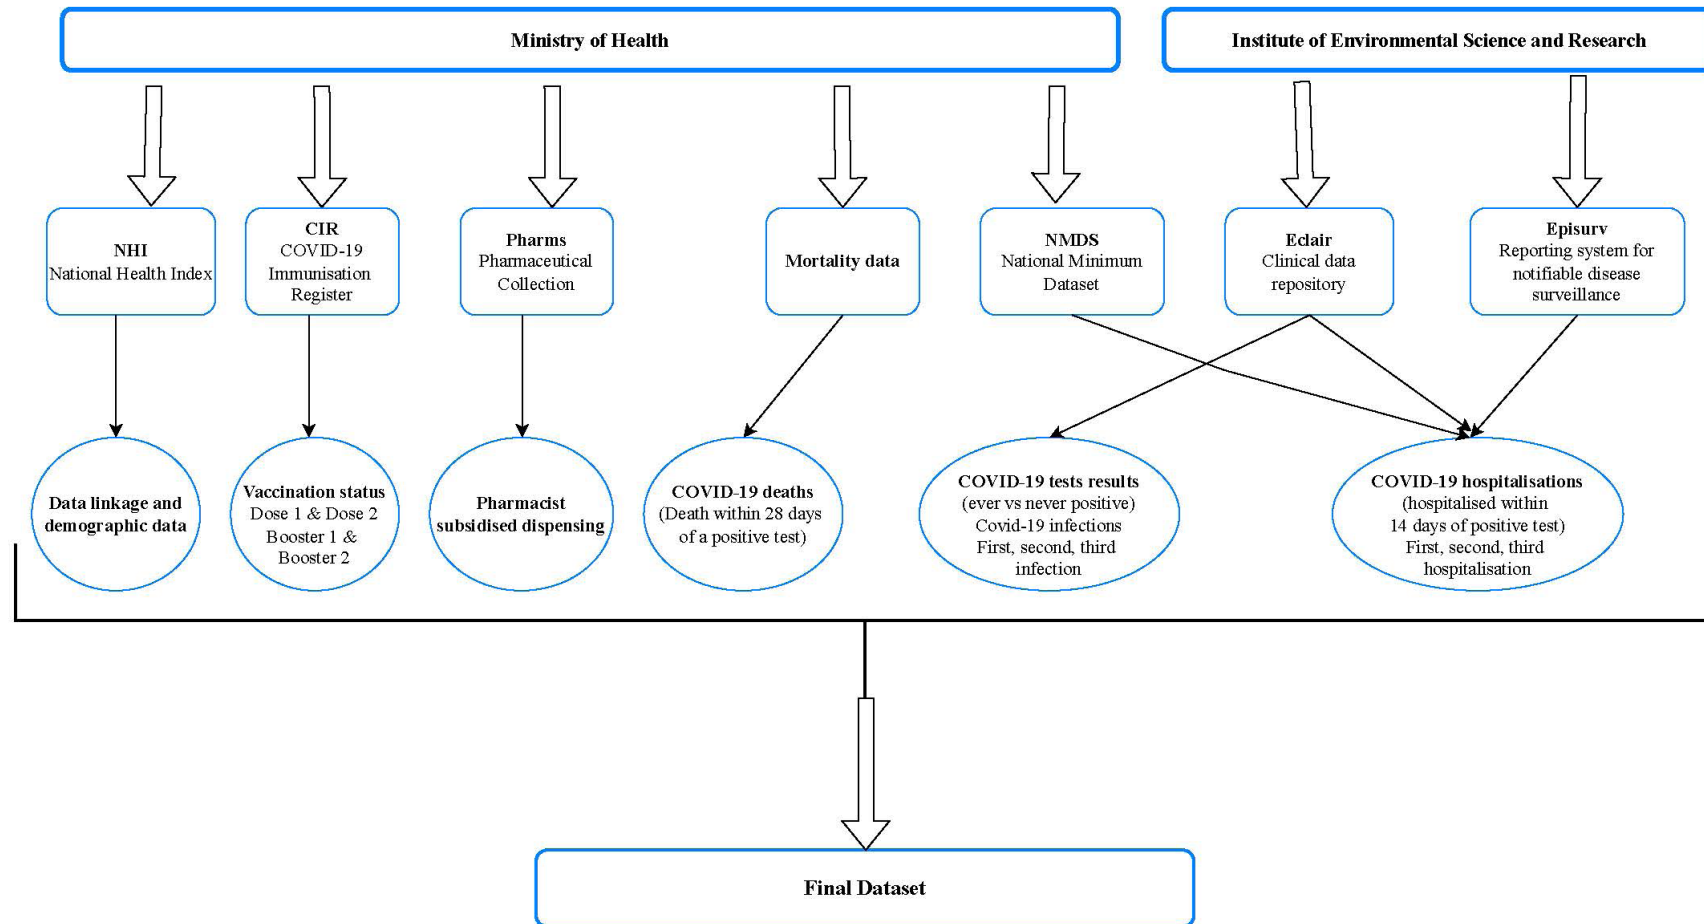 Ministry of Health
Institute of Environmental Science and Research
NHI
National Health Index
CIR
COVID-19
Immunisation
Register
Pharms
Pharmaceutical
Collection
Mortality data
NMDS
National Minimum
Dataset
Eclair
Clinical data
repository
Episurv
Reporting system for
notifiable disease
surveillance
Data linkage and
demographic data
Vaccination status
Dose 1 & Dose 2
Booster 1 &
Booster 2
Pharmacist
subsidised dispensing
COVID-19 deaths
(Death within 28 days
of a positive test)
COVID-19 tests results
(ever vs never positive)
Covid-19 infections
First, second, third
infection
COVID-19 hospitalisations
(hospitalised within
14 days of positive test)
First, second, third
hospitalisation
Final Dataset